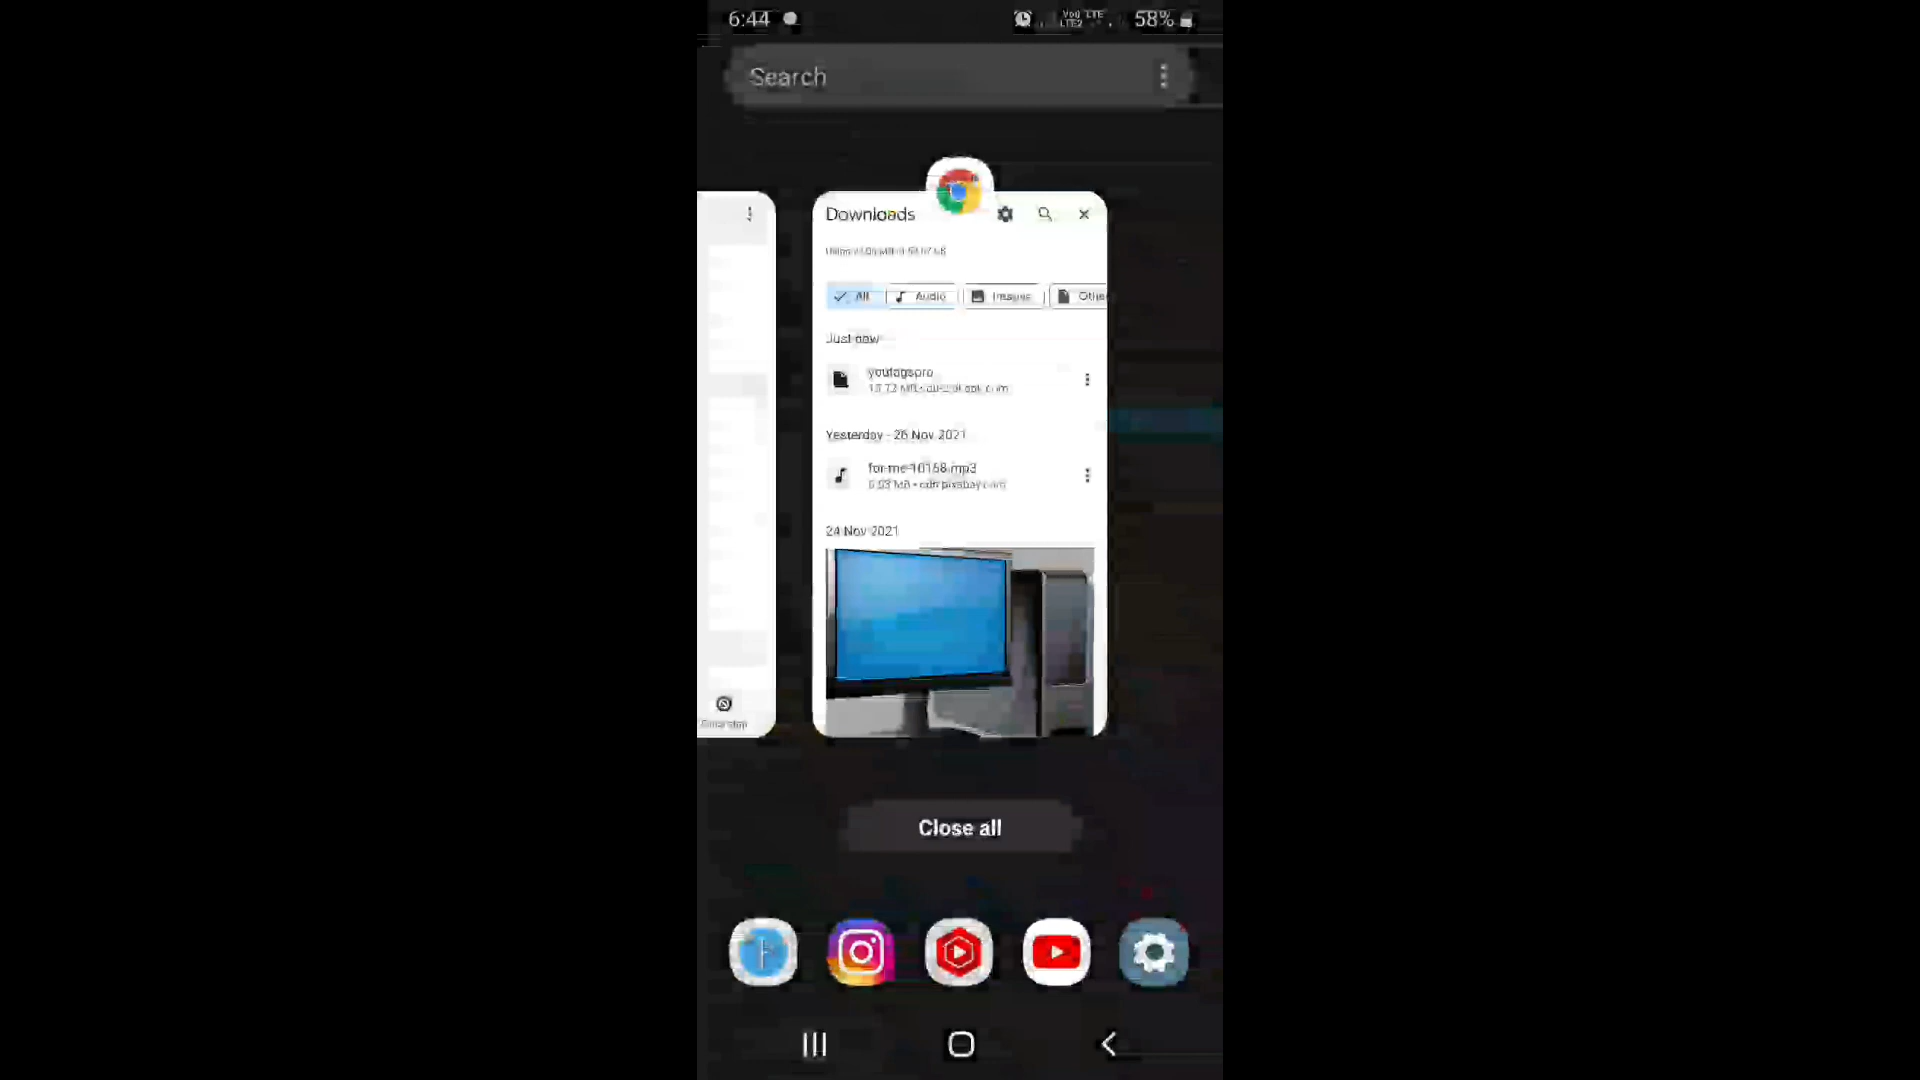 6:44
58%
Search
Downloads
All
Audio
Images
Just now
youtagspro
Yesterday - 26 Nov 2021
for-me-10168.mp3
24 Nov 2021
Close all